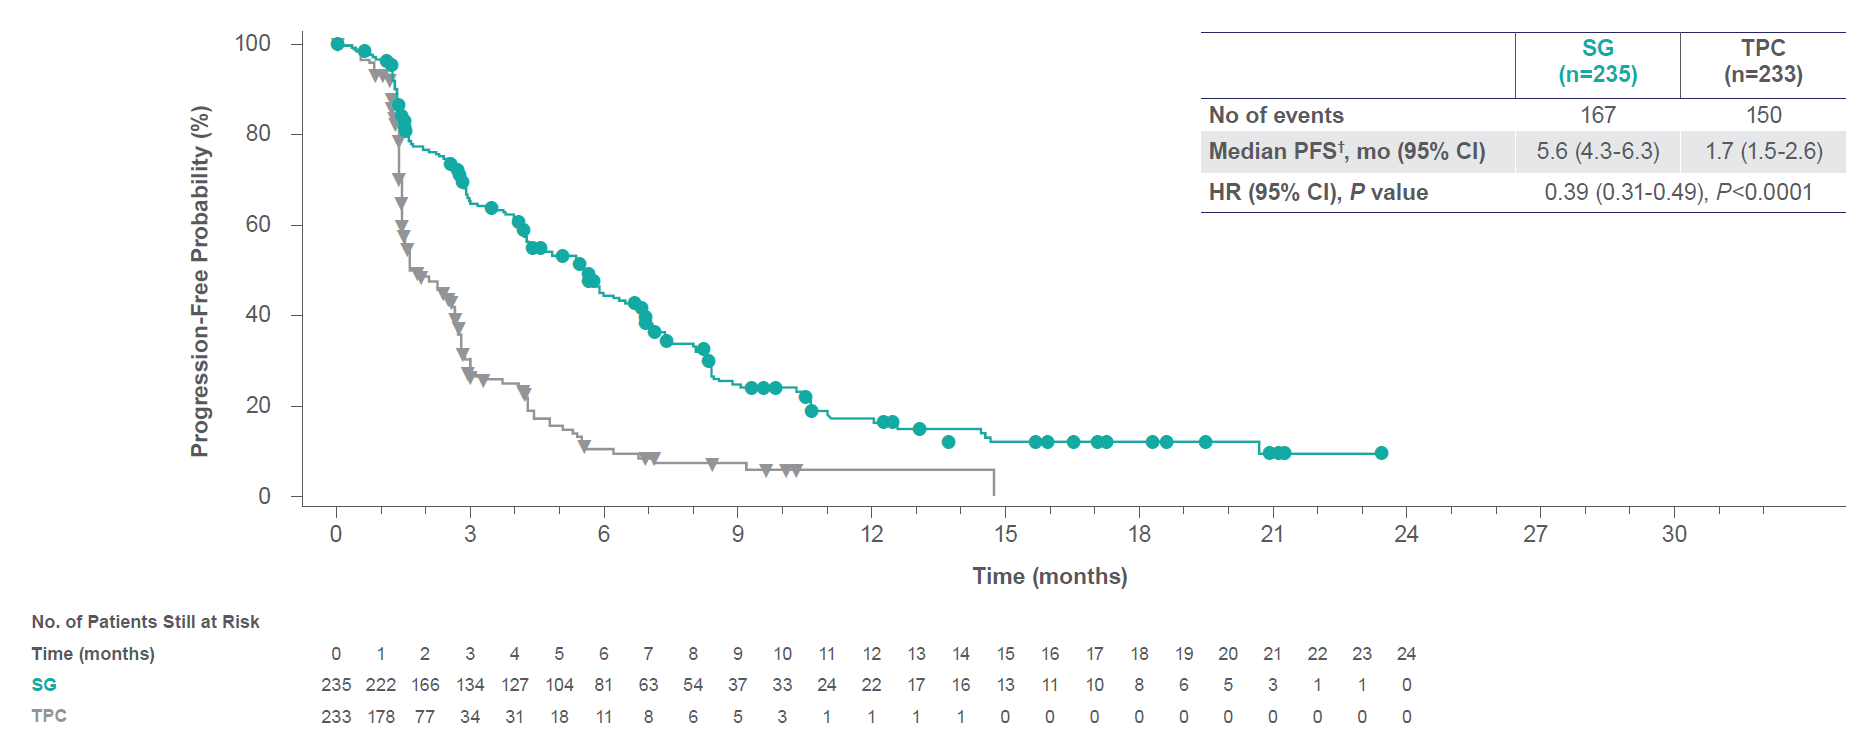 100
80
60
40
20
0
Progression-Free Probability (%)
SG TPC
(n=235) (n=233)
No of events 167 150
Median PFS†, mo (95% CI) 5.6 (4.3-6.3) 1.7 (1.5-2.6)
HR (95% CI), P value 0.39 (0.31-0.49), P<0.0001
0 3 6 9 12 15 18 21 24 27 30
Time (months)
No. of Patients Still at Risk
Time (months) 0 1 2 3 4 5 6 7 8 9 10 11 12 13 14 15 16 17 18 19 20 21 22 23 24
SG 235 222 166 134 127 104 81 63 54 37 33 24 22 17 16 13 11 10 8 6 5 3 1 1 0
TPC 233 178 77 34 31 18 11 8 6 5 3 1 1 1 1 0 0 0 0 0 0 0 0 0 0